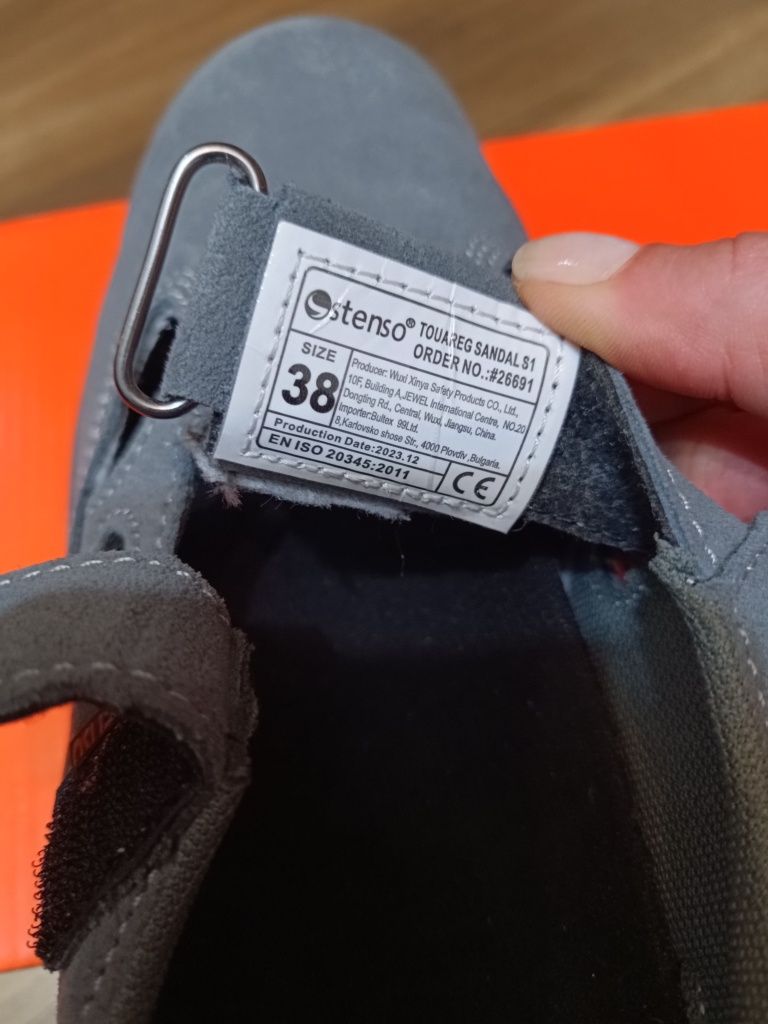 stenso® TOUAREG SANDAL S1
ORDER NO.:#26691
SIZE
38
Producer: Wuxi Xinya Safety Products CO., Ltd.,
10F, Building A,JEWEL International Centre, NO.20
Dongting Rd., Central, Wuxi, Jiangsu, China.
Importer:Bultex 99Ltd.
8,Karlovsko shose Str., 4000 Plovdiv ,Bulgaria.
Production Date:2023.12
EN ISO 20345:2011
CE